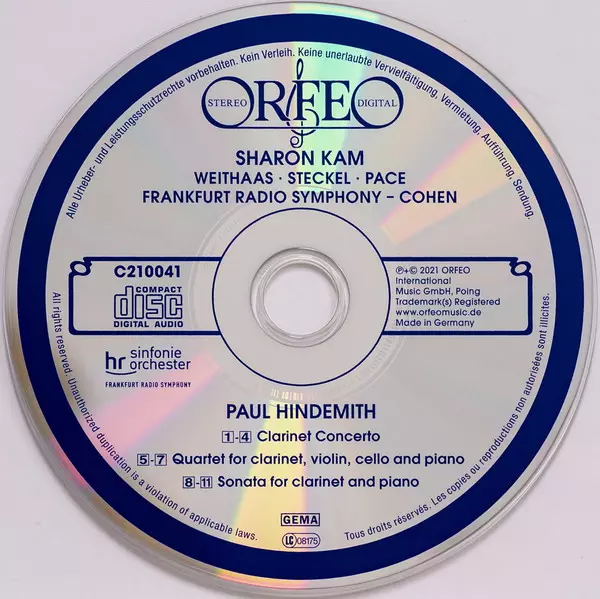 Alle Urheber- und Leistungsschutzrechte vorbehalten. Kein Verleih. Keine unerlaubte Vervielfältigung, Vermietung, Aufführung, Sendung.
STEREO ORFEO DIGITAL
SHARON KAM
WEITHAAS · STECKEL · PACE
FRANKFURT RADIO SYMPHONY – COHEN
C210041
COMPACT
disc
DIGITAL AUDIO
℗+© 2021 ORFEO
International
Music GmbH, Poing
Trademark(s) Registered
www.orfeomusic.de
Made in Germany
hr sinfonie
orchester
FRANKFURT RADIO SYMPHONY
PAUL HINDEMITH
1-4 Clarinet Concerto
5-7 Quartet for clarinet, violin, cello and piano
8-11 Sonata for clarinet and piano
GEMA
LC 08175
All rights reserved. Unauthorized duplication is a violation of applicable laws.
Tous droits réservés. Les copies ou reproductions non autorisées sont illicites.